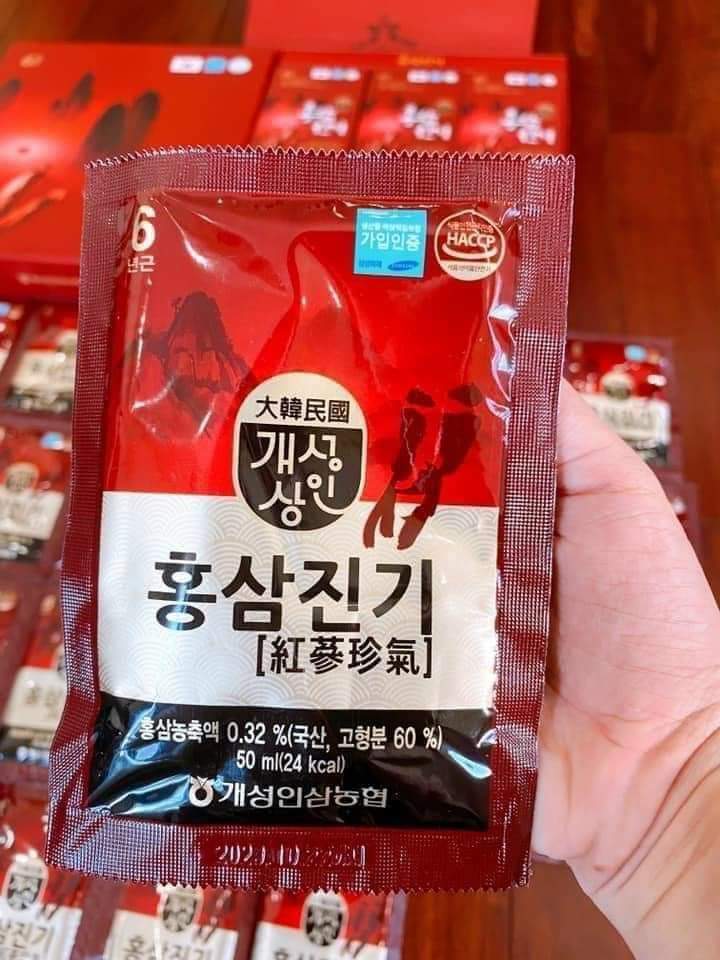 6
년근
가입인증
SAMSUNG
HACCP
大韓民國
개성
상인
홍삼진기
[紅蔘珍氣]
홍삼농축액 0.32 %(국산, 고형분 60 %)
50 ml(24 kcal)
개성인삼농협